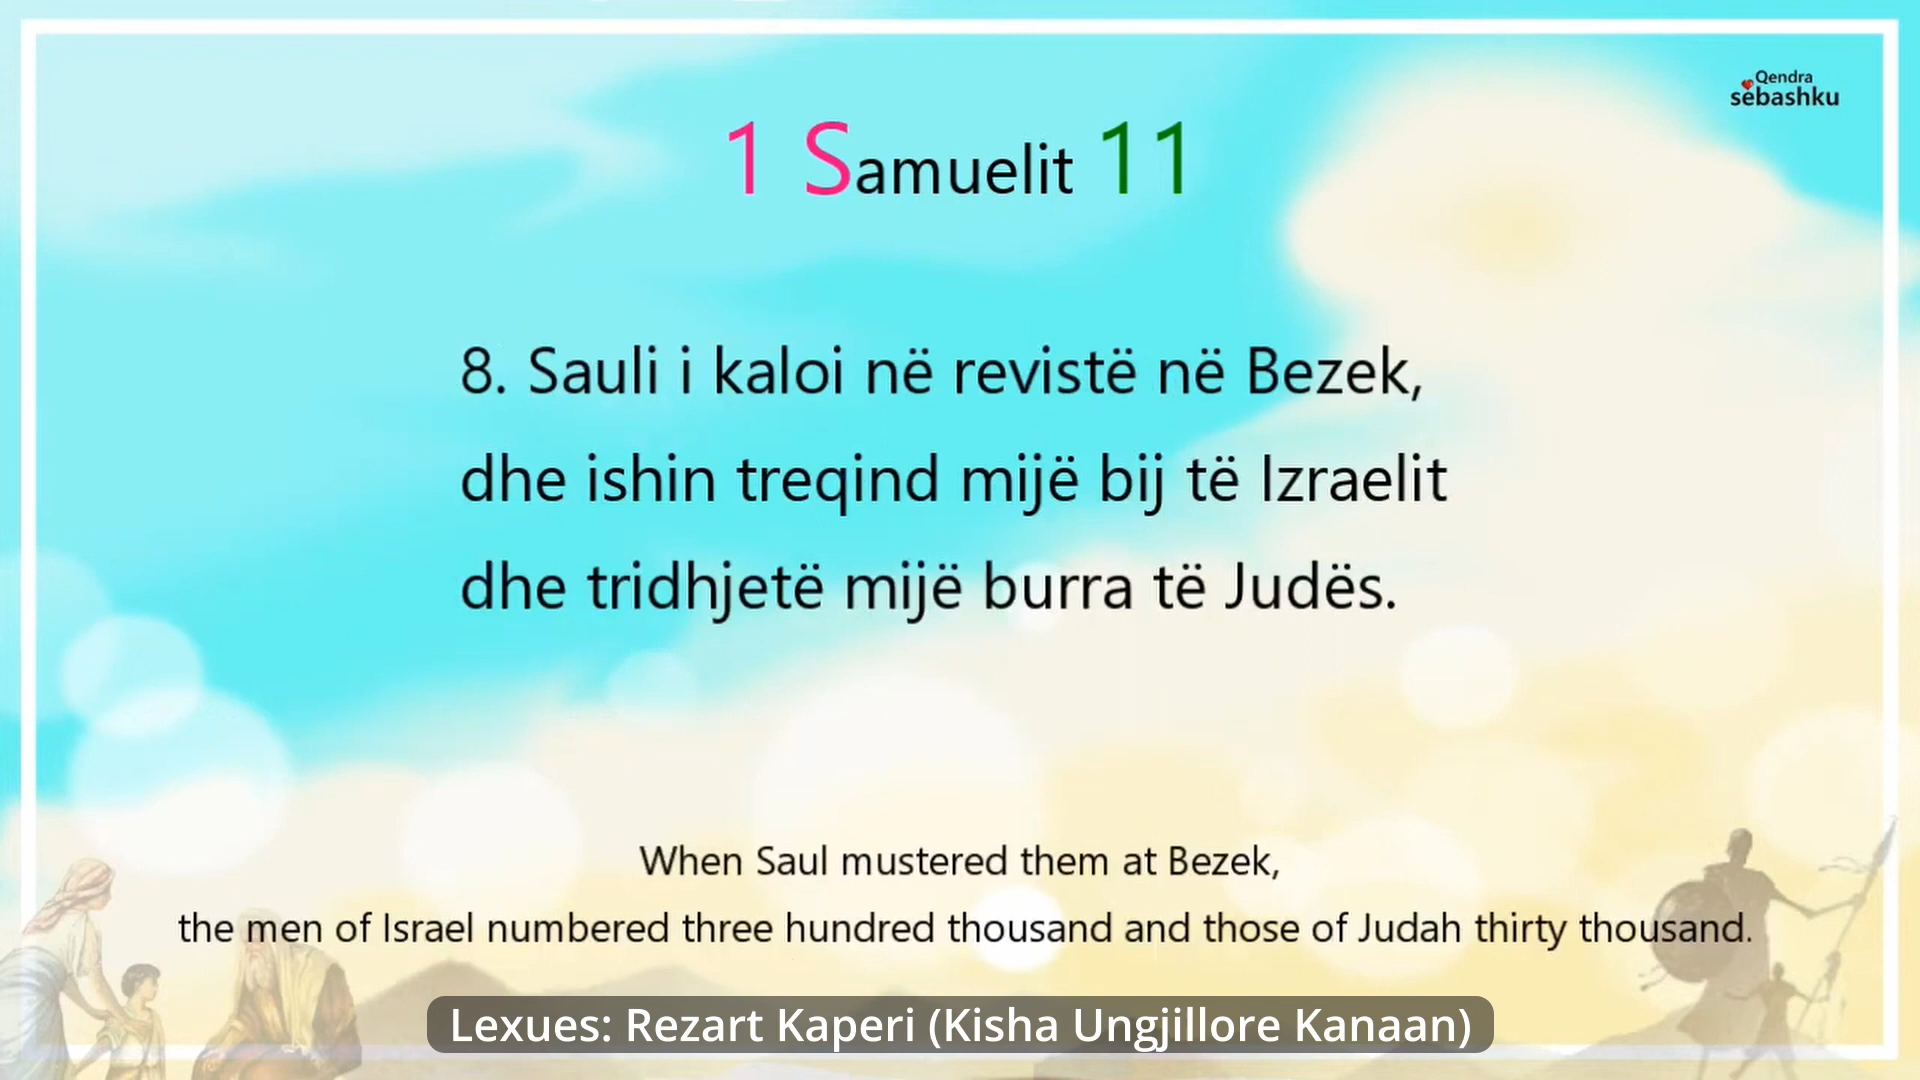 Qendra
sëbashku
1 Samuelit 11
8. Sauli i kaloi në revistë në Bezek,
dhe ishin treqind mijë bij të Izraelit
dhe tridhjetë mijë burra të Judës.
When Saul mustered them at Bezek,
the men of Israel numbered three hundred thousand and those of Judah thirty thousand.
Lexues: Rezart Kaperi (Kisha Ungjillore Kanaan)